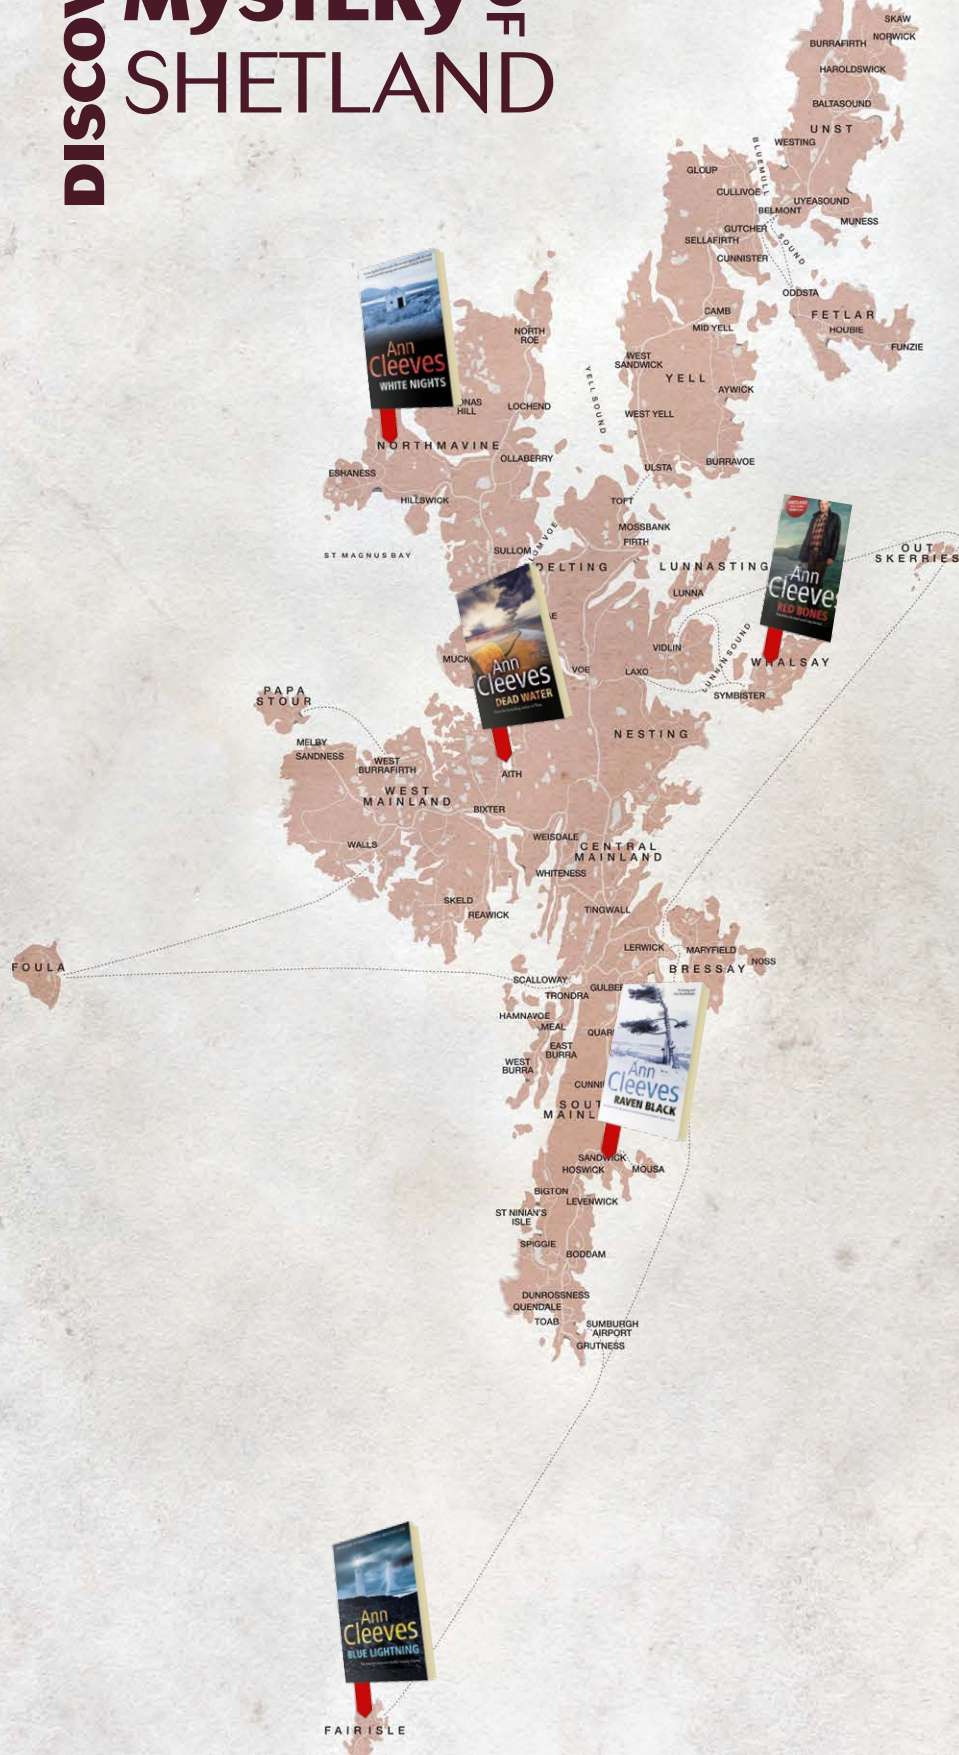 MYSTERY
OF
SHETLAND
SKAW
NORWICK
BURRAFIRTH
HAROLDSWICK
BALTASOUND
UNST
WESTING
BLUEMULL
SOUND
GLOUP
CULLIVOE
UYEASOUND
BELMONT
MUNESS
GUTCHER
SELLAFIRTH
CUNNISTER
ODDSTA
CAMB
FETLAR
MID YELL
HOUBIE
FUNZIE
NORTH
ROE
WEST
SANDWICK
YELL
AYWICK
YELL SOUND
Ann
Cleeves
WHITE NIGHTS
HILL
LOCHEND
WEST YELL
NORTHMAVINE
OLLABERRY
BURRAVOE
ESHANESS
ULSTA
HILLSWICK
TOFT
MOSSBANK
FIRTH
ST MAGNUS BAY
SULLOM
OUT
SKERRIES
LUNNASTING
LUNNA
Ann
Cleeves
RED BONES
VIDLIN
LUNNIN SOUND
WHALSAY
VOE
LAXO
SYMBISTER
Ann
Cleeves
DEAD WATER
PAPA
STOUR
NESTING
MELBY
SANDNESS
WEST
BURRAFIRTH
AITH
WEST
MAINLAND
BIXTER
WALLS
WEISDALE
CENTRAL
MAINLAND
WHITENESS
SKELD
REAWICK
TINGWALL
LERWICK
MARYFIELD
NOSS
BRESSAY
FOULA
SCALLOWAY
TRONDRA
HAMNAVOE
MEAL
EAST
BURRA
WEST
BURRA
Ann
Cleeves
RAVEN BLACK
SANDWICK
HOSWICK
MOUSA
BIGTON
LEVENWICK
ST NINIAN'S
ISLE
SPIGGIE
BODDAM
DUNROSSNESS
QUENDALE
TOAB
SUMBURGH
AIRPORT
GRUTNESS
Ann
Cleeves
BLUE LIGHTNING
FAIR ISLE